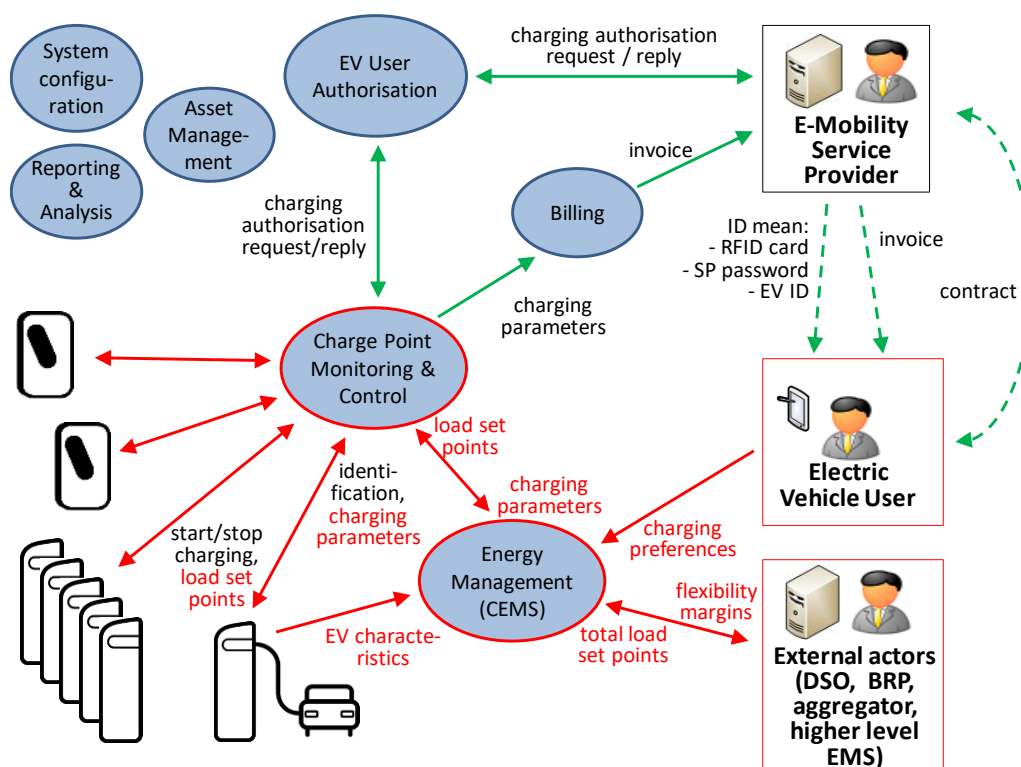 System
configu-
ration
Asset
Manage-
ment
Reporting
&
Analysis
EV User
Authorisation
charging authorisation
request / reply
E-Mobility
Service
Provider
invoice
Billing
charging
authorisation
request/reply
charging
parameters
ID mean:
- RFID card
- SP password
- EV ID
invoice
contract
Charge Point
Monitoring &
Control
load set
points
identi-
fication,
charging
parameters
charging
parameters
start/stop
charging,
load set
points
Electric
Vehicle User
charging
preferences
Energy
Management
(CEMS)
flexibility
margins
EV characte-
ristics
total load
set points
External actors
(DSO, BRP,
aggregator,
higher level
EMS)